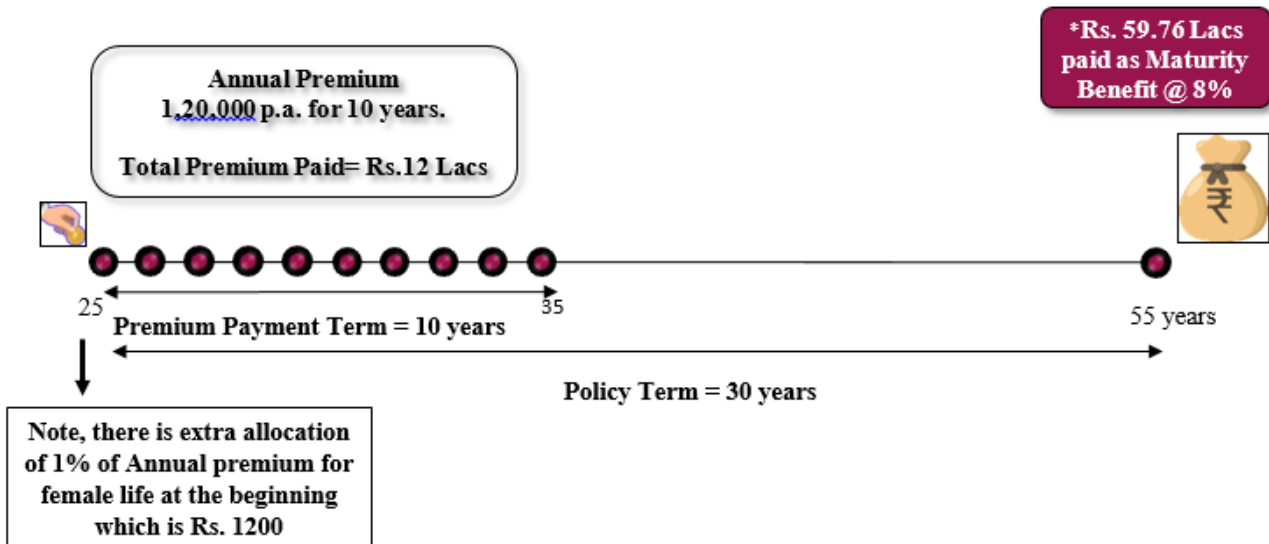 *Rs. 59.76 Lacs
paid as Maturity
Benefit @ 8%
Annual Premium
1,20,000 p.a. for 10 years.
Total Premium Paid= Rs.12 Lacs
₹
25
35
55 years
Premium Payment Term = 10 years
Policy Term = 30 years
Note, there is extra allocation
of 1% of Annual premium for
female life at the beginning
which is Rs. 1200